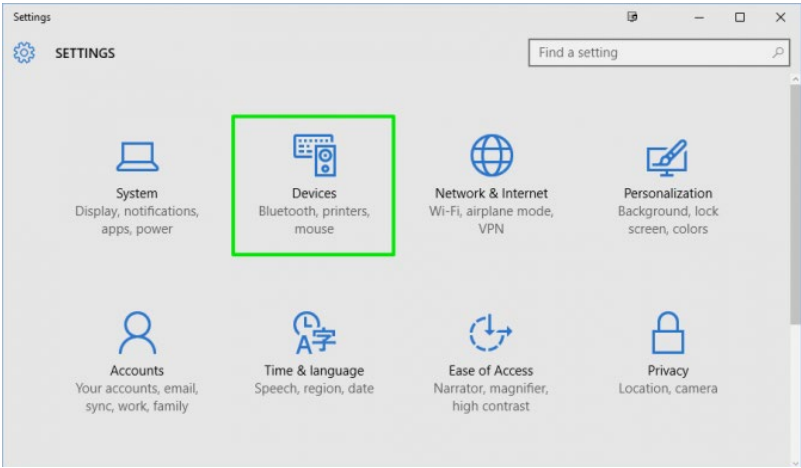 Settings
SETTINGS
Find a setting
System
Display, notifications,
apps, power
Devices
Bluetooth, printers,
mouse
Network & Internet
Wi-Fi, airplane mode,
VPN
Personalization
Background, lock
screen, colors
Accounts
Your accounts, email,
sync, work, family
A字
Time & language
Speech, region, date
Ease of Access
Narrator, magnifier,
high contrast
Privacy
Location, camera